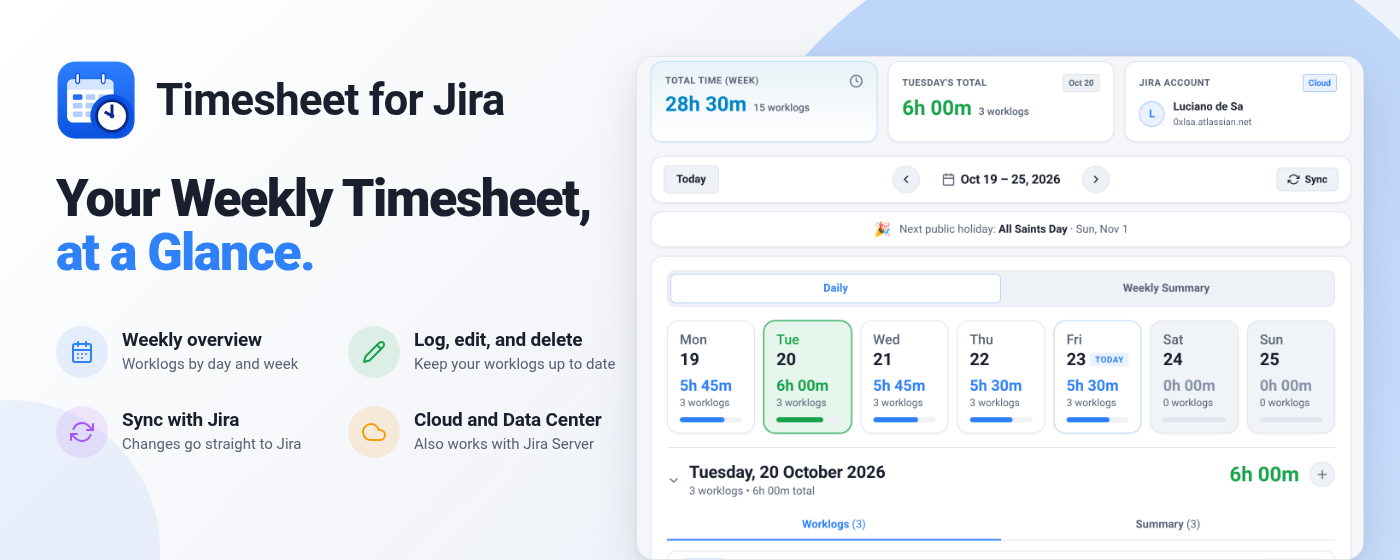 Timesheet for Jira
Your Weekly Timesheet,
at a Glance.
Weekly overview
Worklogs by day and week
Log, edit, and delete
Keep your worklogs up to date
Sync with Jira
Changes go straight to Jira
Cloud and Data Center
Also works with Jira Server
TOTAL TIME (WEEK)
28h 30m 15 worklogs
TUESDAY'S TOTAL Oct 20
6h 00m 3 worklogs
JIRA ACCOUNT Cloud
L
Luciano de Sa
0xlsa.atlassian.net
Today
Oct 19 – 25, 2026
Sync
Next public holiday: All Saints Day · Sun, Nov 1
Daily
Weekly Summary
Mon
19
5h 45m
3 worklogs
Tue
20
6h 00m
3 worklogs
Wed
21
5h 45m
3 worklogs
Thu
22
5h 30m
3 worklogs
Fri
23 TODAY
5h 30m
3 worklogs
Sat
24
0h 00m
0 worklogs
Sun
25
0h 00m
0 worklogs
Tuesday, 20 October 2026
3 worklogs • 6h 00m total
6h 00m
Worklogs (3)
Summary (3)